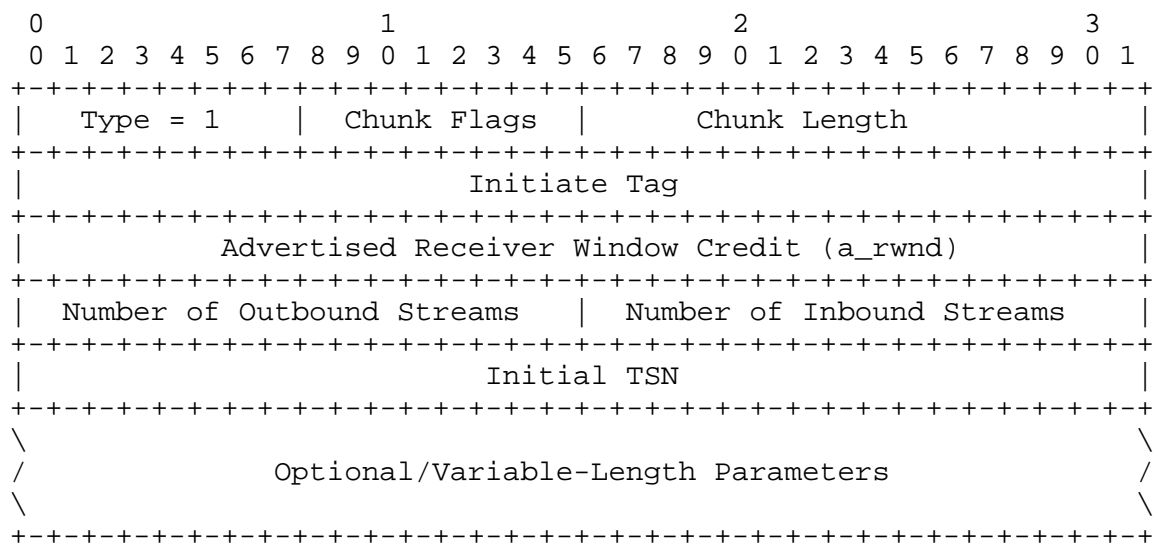 0                   1                   2                   3
 0 1 2 3 4 5 6 7 8 9 0 1 2 3 4 5 6 7 8 9 0 1 2 3 4 5 6 7 8 9 0 1
+-+-+-+-+-+-+-+-+-+-+-+-+-+-+-+-+-+-+-+-+-+-+-+-+-+-+-+-+-+-+-+-+
|   Type = 1    |  Chunk Flags  |      Chunk Length             |
+-+-+-+-+-+-+-+-+-+-+-+-+-+-+-+-+-+-+-+-+-+-+-+-+-+-+-+-+-+-+-+-+
|                         Initiate Tag                          |
+-+-+-+-+-+-+-+-+-+-+-+-+-+-+-+-+-+-+-+-+-+-+-+-+-+-+-+-+-+-+-+-+
|           Advertised Receiver Window Credit (a_rwnd)          |
+-+-+-+-+-+-+-+-+-+-+-+-+-+-+-+-+-+-+-+-+-+-+-+-+-+-+-+-+-+-+-+-+
|  Number of Outbound Streams   |  Number of Inbound Streams    |
+-+-+-+-+-+-+-+-+-+-+-+-+-+-+-+-+-+-+-+-+-+-+-+-+-+-+-+-+-+-+-+-+
|                          Initial TSN                          |
+-+-+-+-+-+-+-+-+-+-+-+-+-+-+-+-+-+-+-+-+-+-+-+-+-+-+-+-+-+-+-+-+
\                                                               \
/              Optional/Variable-Length Parameters              /
\                                                               \
+-+-+-+-+-+-+-+-+-+-+-+-+-+-+-+-+-+-+-+-+-+-+-+-+-+-+-+-+-+-+-+-+